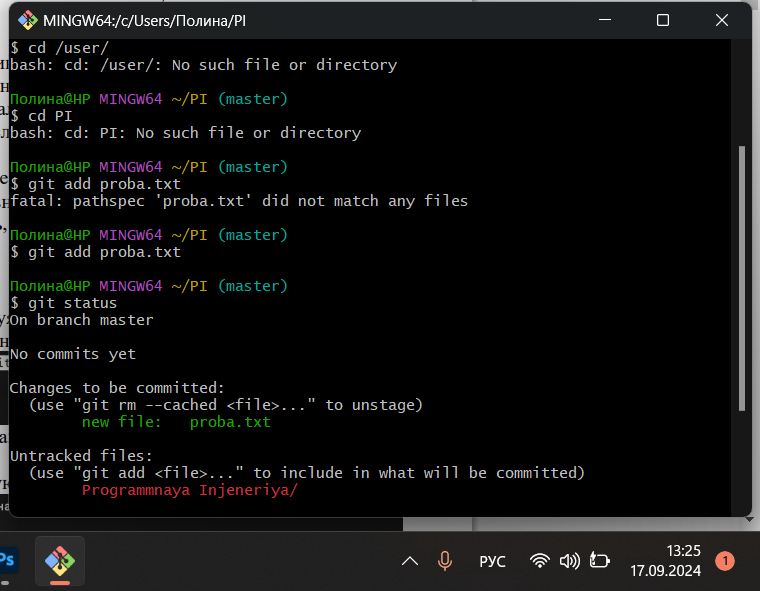 MINGW64:/c/Users/Полина/PI
$ cd /user/
bash: cd: /user/: No such file or directory
Полина@HP MINGW64 ~/PI (master)
$ cd PI
bash: cd: PI: No such file or directory
Полина@HP MINGW64 ~/PI (master)
$ git add proba.txt
fatal: pathspec 'proba.txt' did not match any files
Полина@HP MINGW64 ~/PI (master)
$ git add proba.txt
Полина@HP MINGW64 ~/PI (master)
$ git status
On branch master
No commits yet
Changes to be committed:
(use "git rm --cached <file>..." to unstage)
new file: proba.txt
Untracked files:
(use "git add <file>..." to include in what will be committed)
Programmnaya Injeneriya/
Ps
РУС
13:25
17.09.2024
1